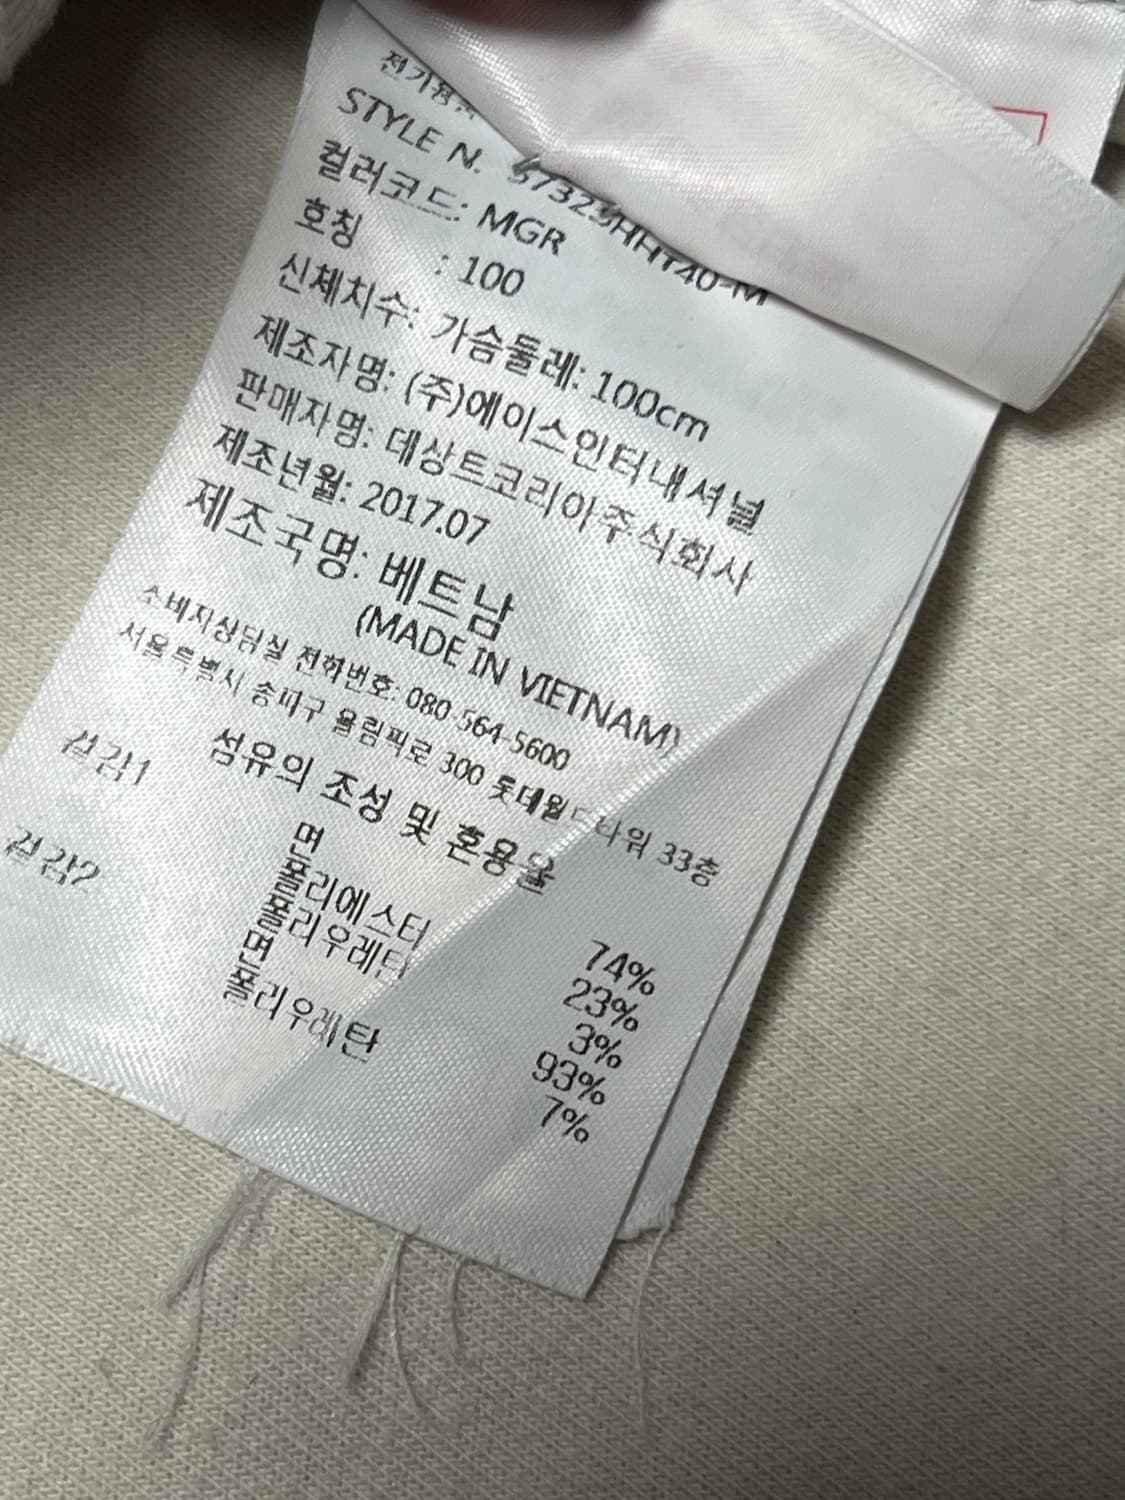 전기용
STYLE N. S7323HHT40-M
컬러코드: MGR
호칭 : 100
신체치수: 가슴둘레: 100cm
제조자명: (주)에이스인터내셔널
판매자명: 데상트코리아주식회사
제조년월: 2017.07
제조국명: 베트남
(MADE IN VIETNAM)
소비자상담실 전화번호: 080-564-5600
서울특별시 송파구 올림픽로 300 롯데월드타워 33층
섬유의 조성 및 혼용율
겉감1 면 74%
폴리에스터 23%
폴리우레탄 3%
겉감2 면 93%
폴리우레탄 7%